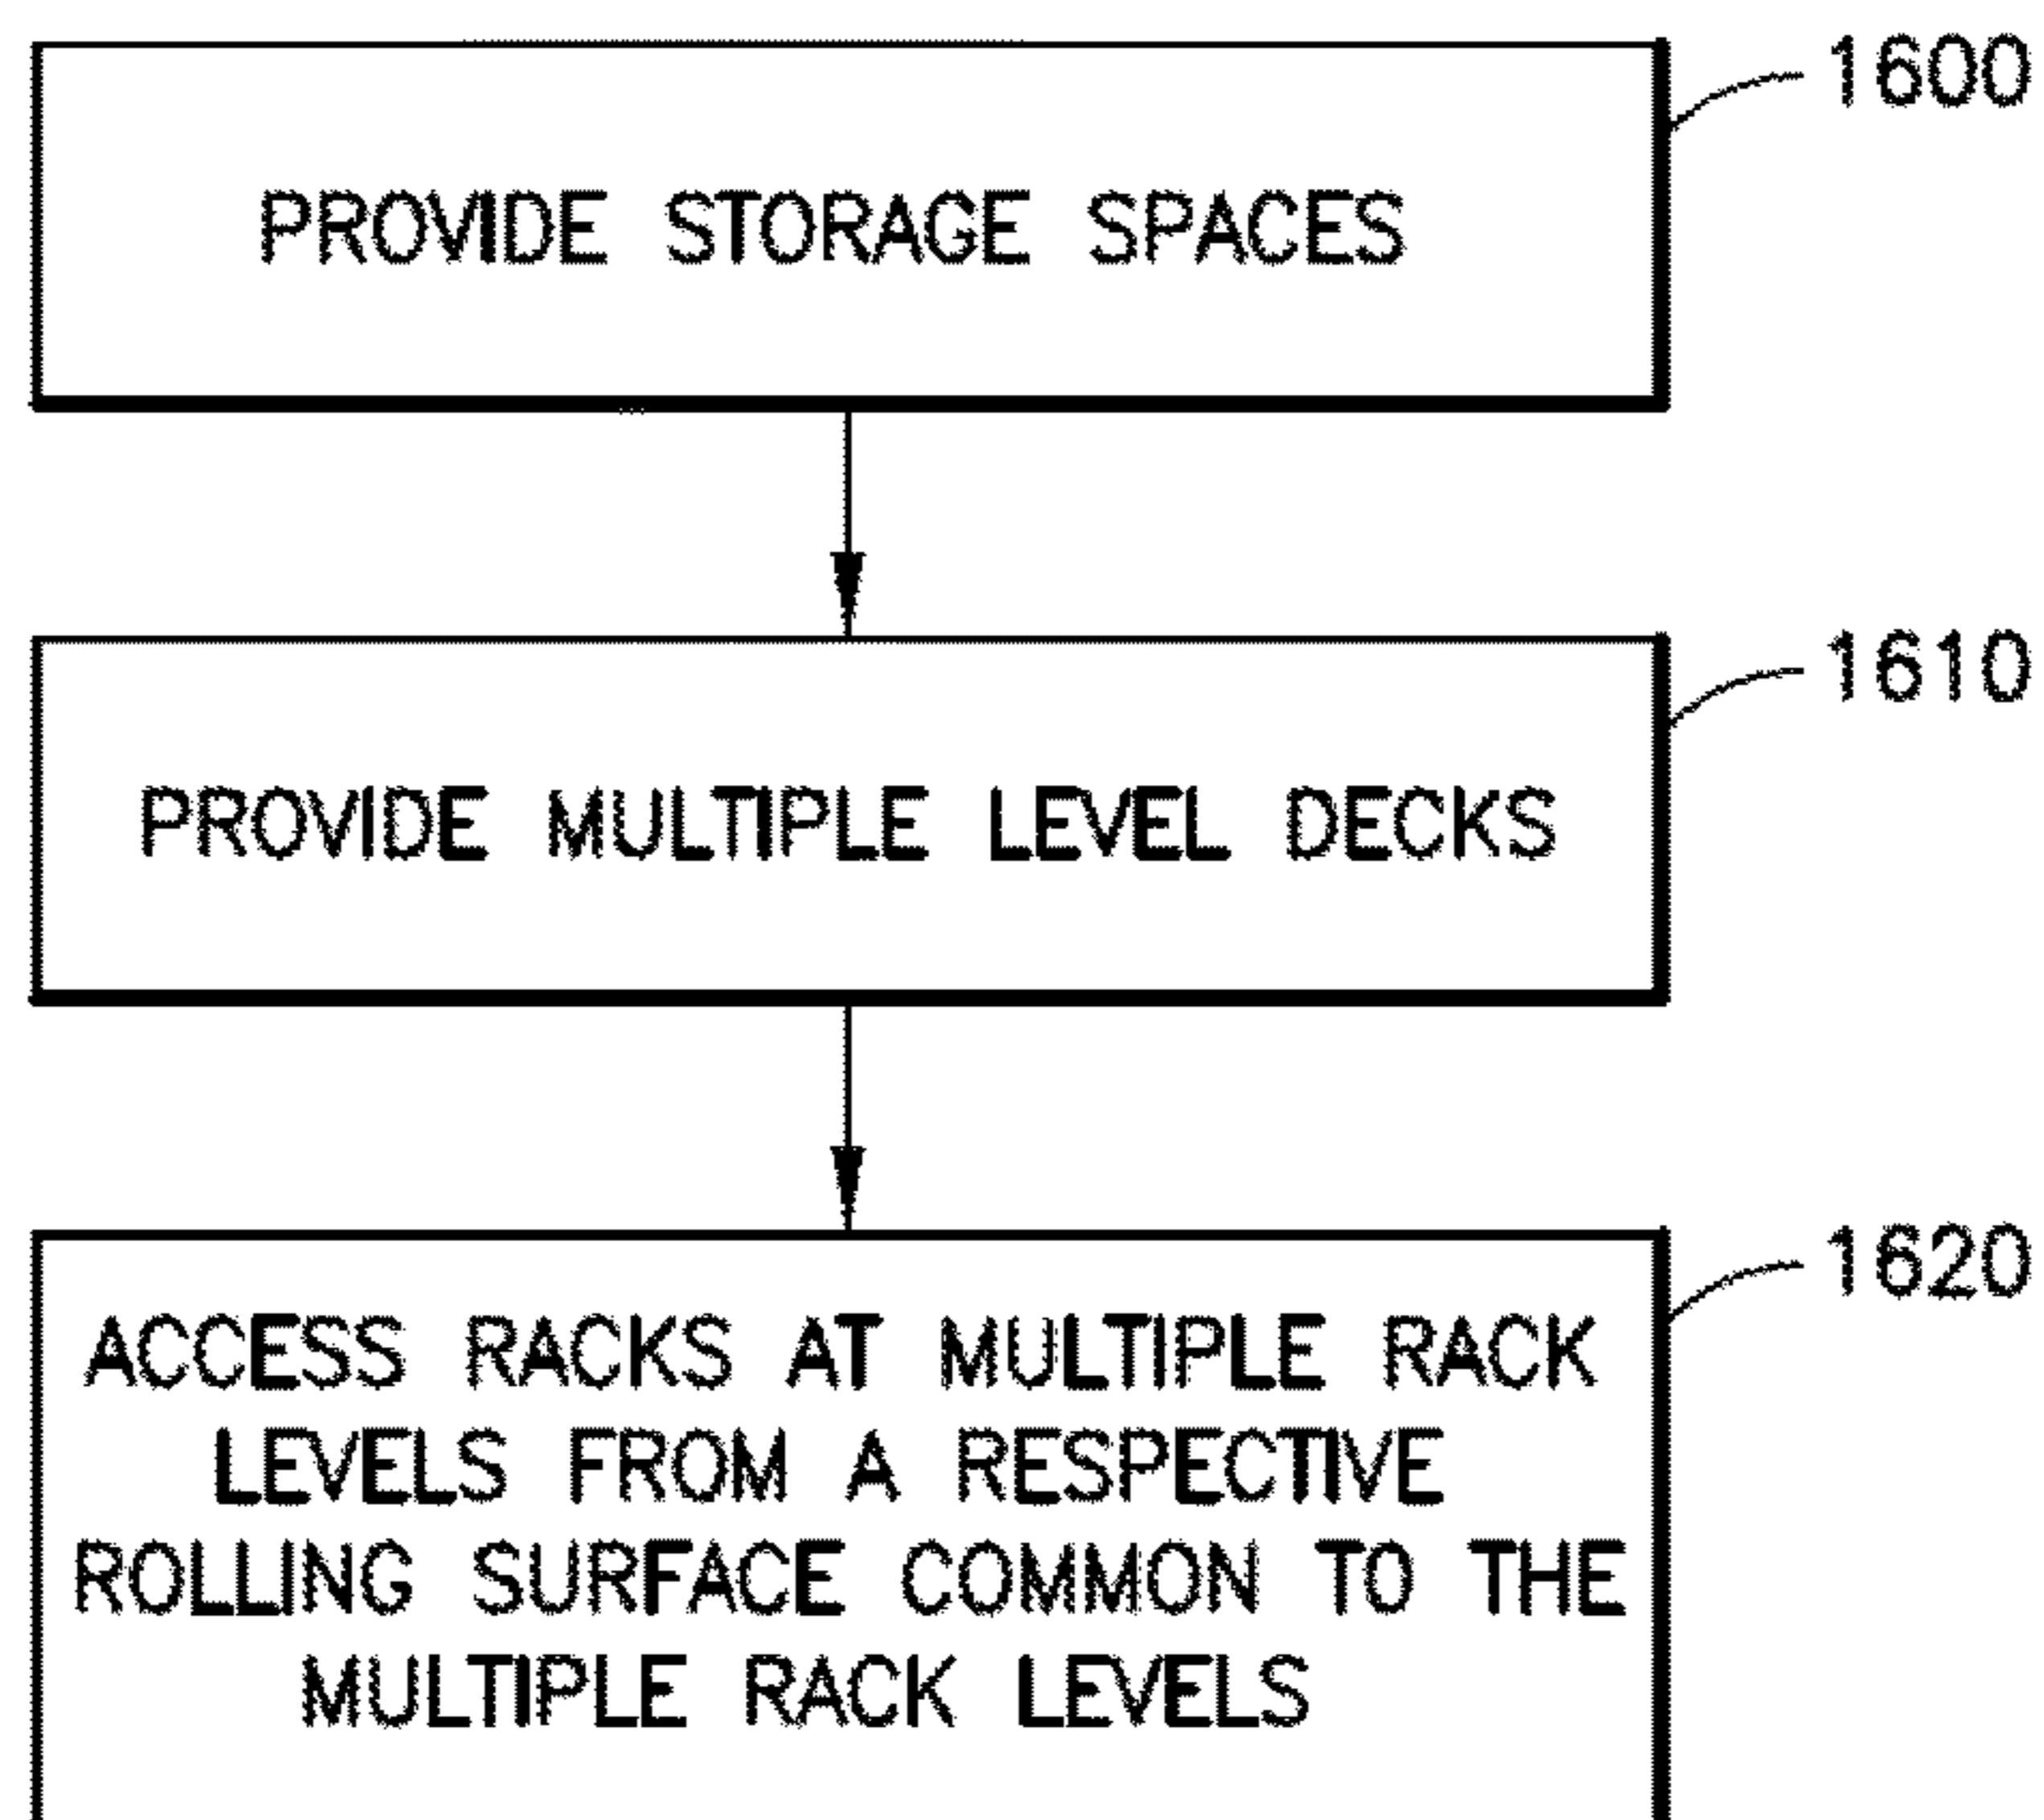 1600
PROVIDE STORAGE SPACES
1610
PROVIDE MULTIPLE LEVEL DECKS
1620
ACCESS RACKS AT MULTIPLE RACK
LEVELS FROM A RESPECTIVE
ROLLING SURFACE COMMON TO THE
MULTIPLE RACK LEVELS